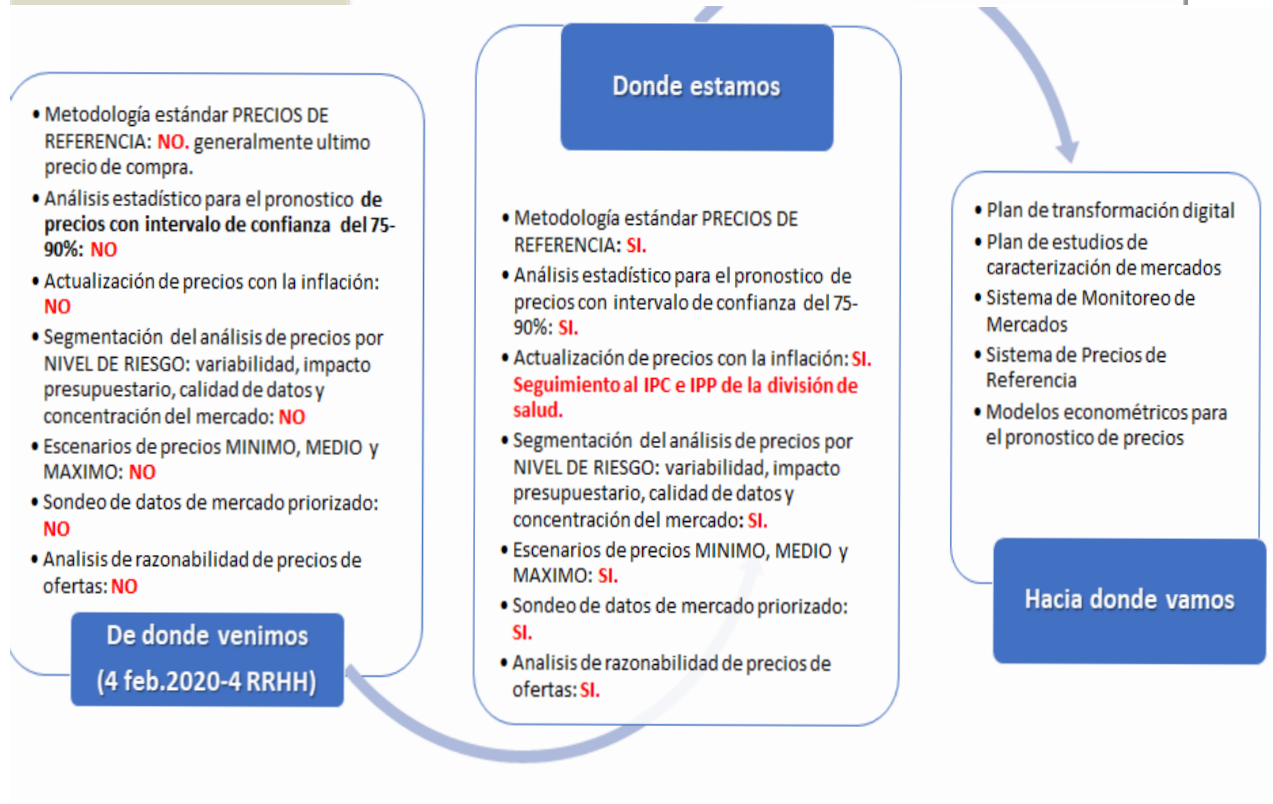 • Metodología estándar PRECIOS DE
REFERENCIA: NO. generalmente ultimo
precio de compra.
• Análisis estadístico para el pronostico de
precios con intervalo de confianza del 75-
90%: NO
• Actualización de precios con la inflación:
NO
• Segmentación del análisis de precios por
NIVEL DE RIESGO: variabilidad, impacto
presupuestario, calidad de datos y
concentración del mercado: NO
• Escenarios de precios MINIMO, MEDIO y
MAXIMO: NO
• Sondeo de datos de mercado priorizado:
NO
• Analisis de razonabilidad de precios de
ofertas: NO
De donde venimos
(4 feb.2020-4 RRHH)
Donde estamos
• Metodología estándar PRECIOS DE
REFERENCIA: SI.
• Análisis estadístico para el pronostico de
precios con intervalo de confianza del 75-
90%: SI.
• Actualización de precios con la inflación: SI.
Seguimiento al IPC e IPP de la división de
salud.
• Segmentación del análisis de precios por
NIVEL DE RIESGO: variabilidad, impacto
presupuestario, calidad de datos y
concentración del mercado: SI.
• Escenarios de precios MINIMO, MEDIO y
MAXIMO: SI.
• Sondeo de datos de mercado priorizado:
SI.
• Analisis de razonabilidad de precios de
ofertas: SI.
• Plan de transformación digital
• Plan de estudios de
caracterización de mercados
• Sistema de Monitoreo de
Mercados
• Sistema de Precios de
Referencia
• Modelos econométricos para
el pronostico de precios
Hacia donde vamos